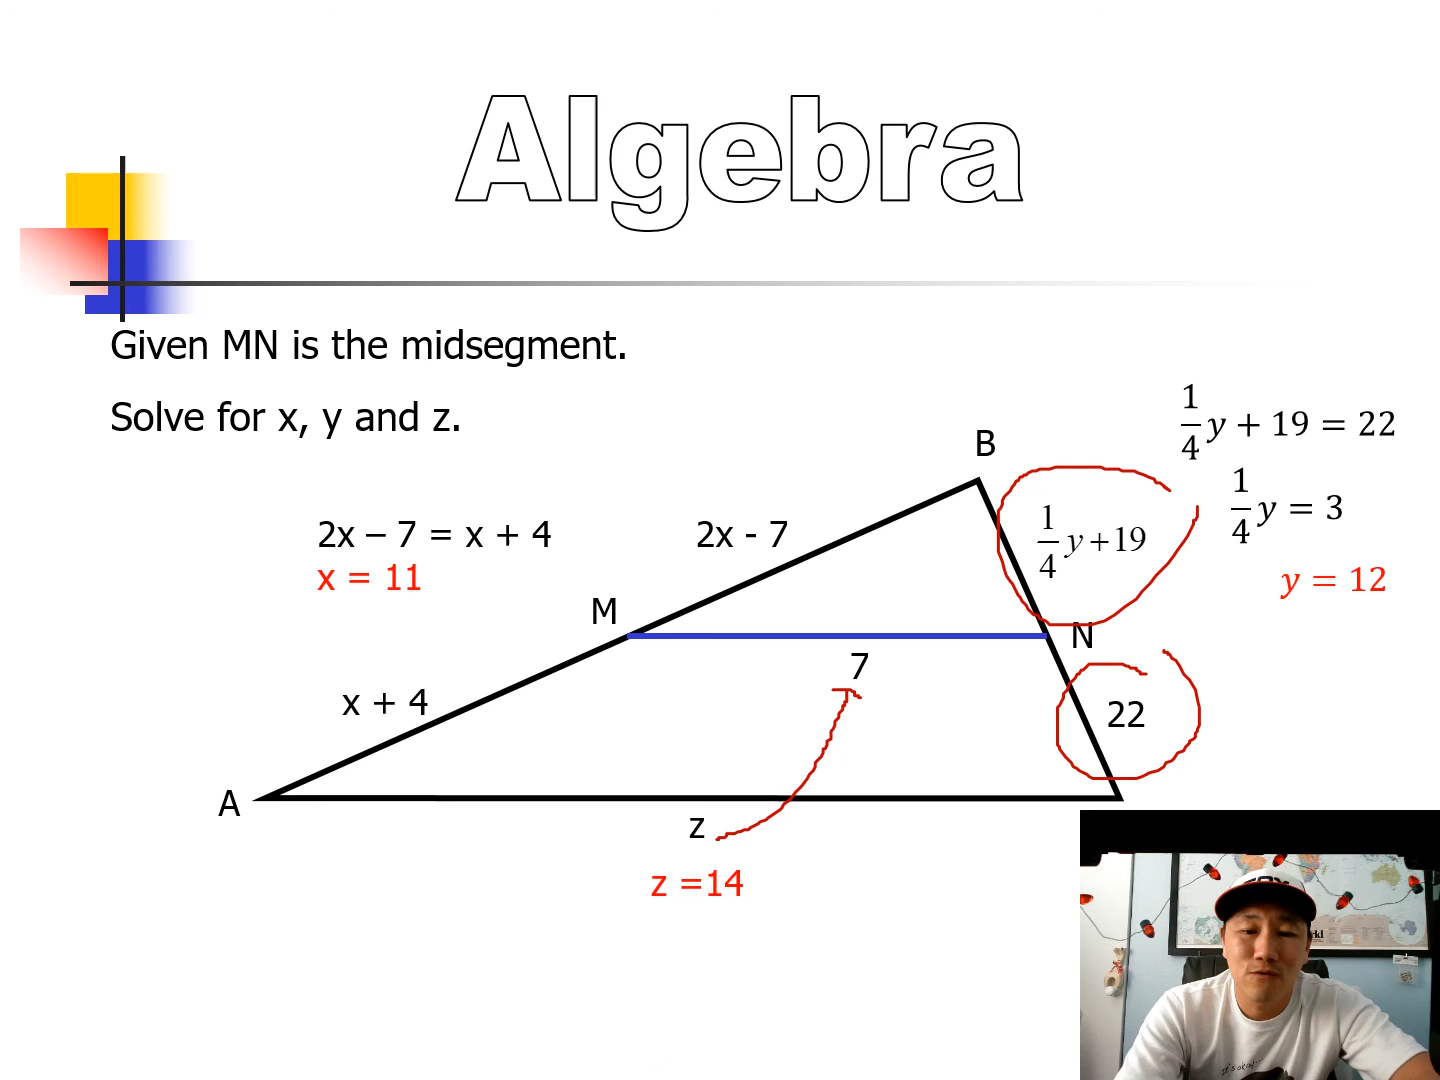 Algebra
Given MN is the midsegment.
Solve for x, y and z.
1/4 y + 19 = 22
1/4 y = 3
y = 12
B
2x – 7 = x + 4
x = 11
2x - 7
1/4 y+19
M
N
7
x + 4
22
A
z
z =14